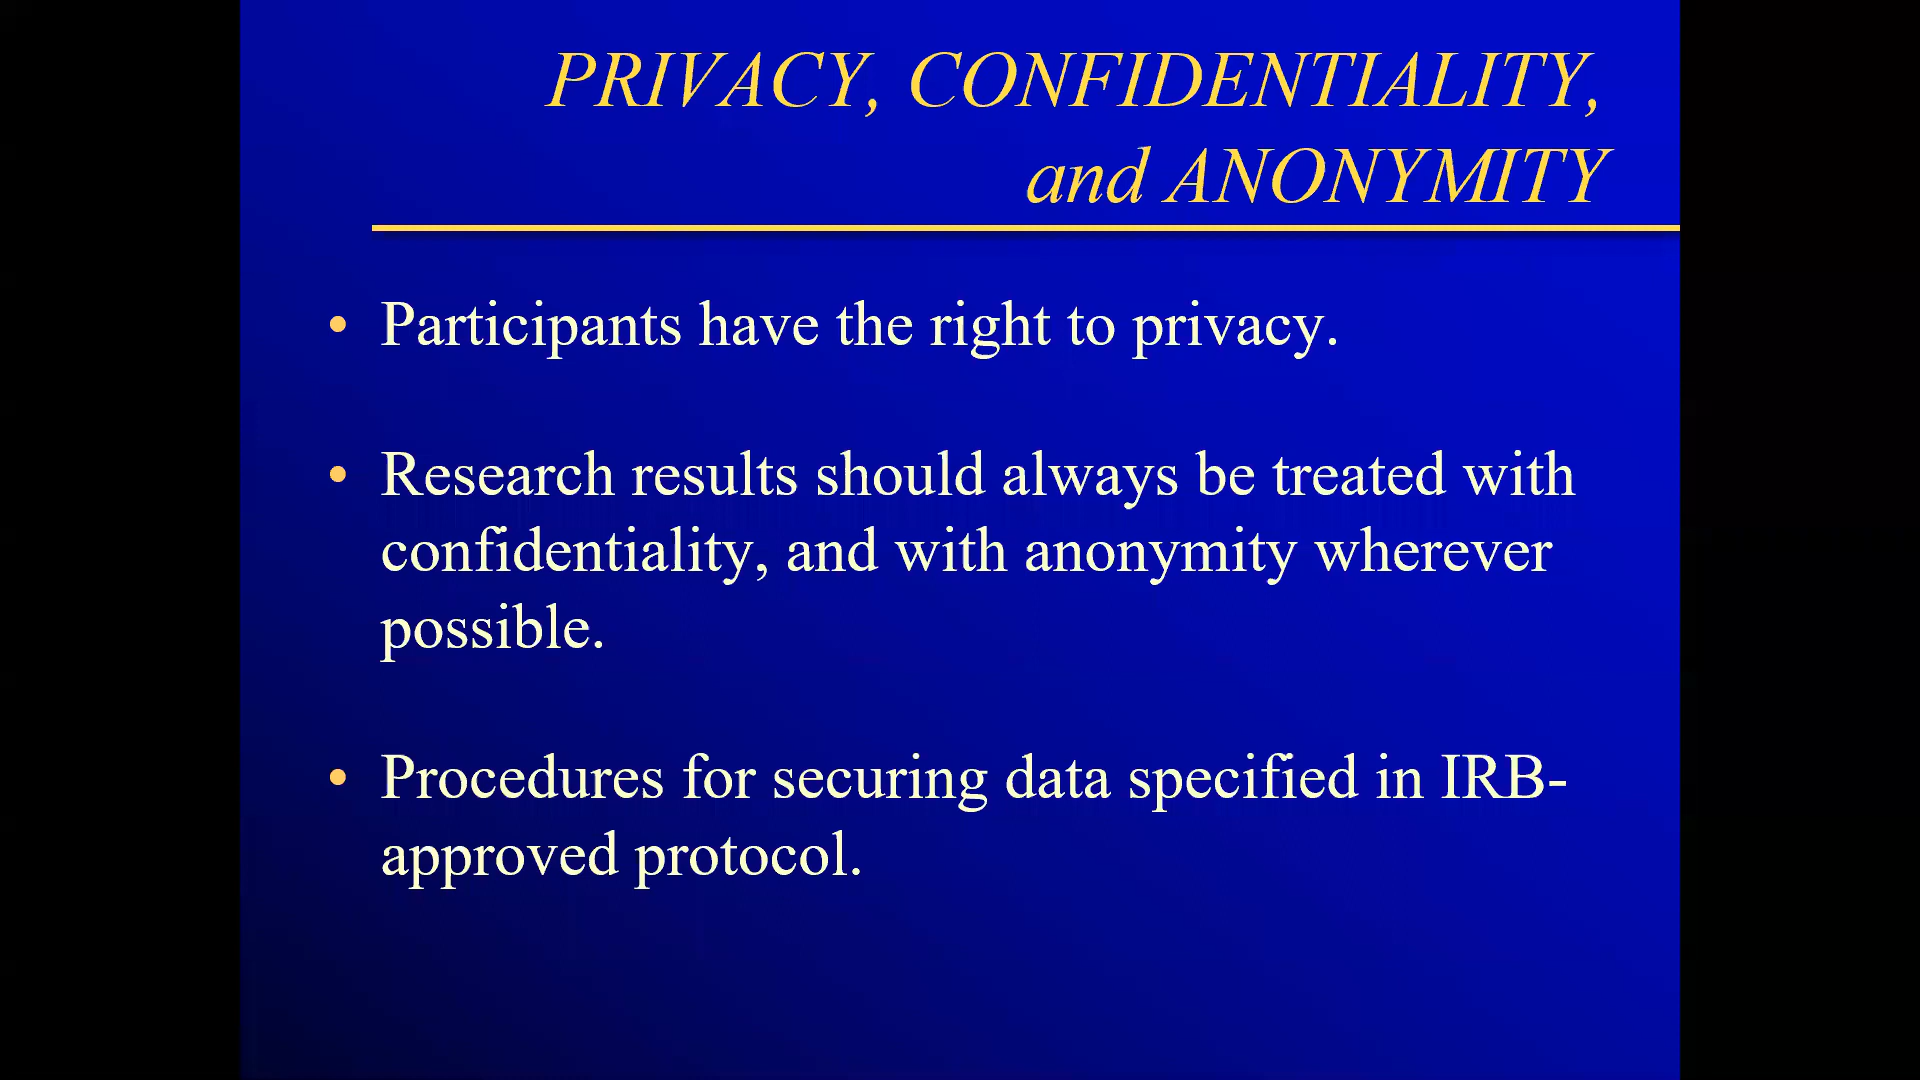 PRIVACY, CONFIDENTIALITY,
and ANONYMITY
• Participants have the right to privacy.
• Research results should always be treated with
confidentiality, and with anonymity wherever
possible.
• Procedures for securing data specified in IRB-
approved protocol.